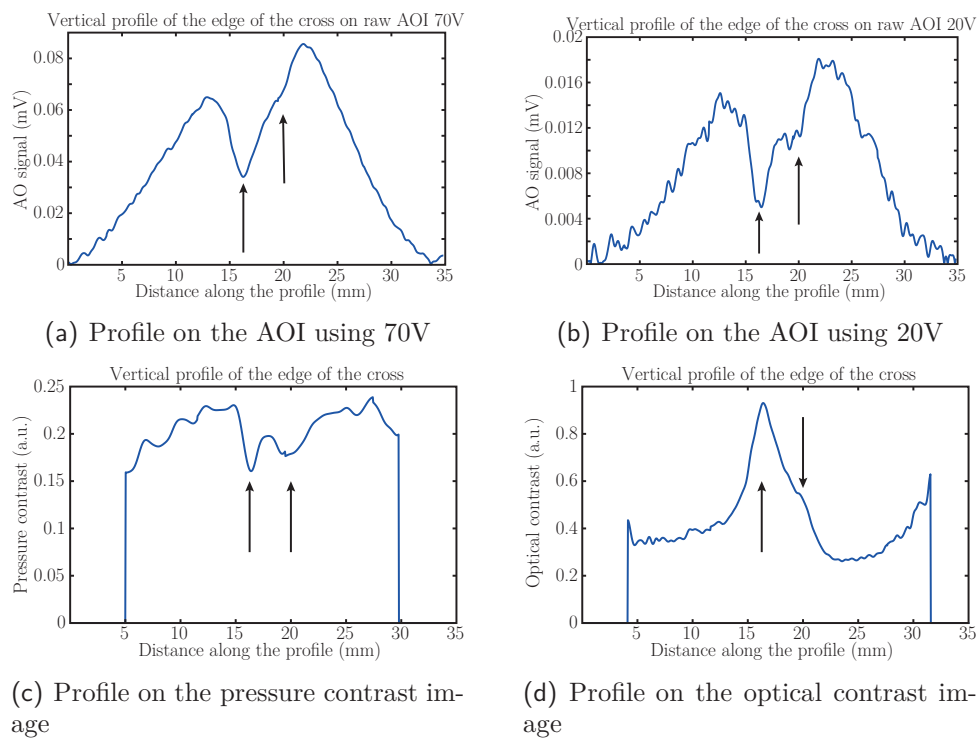 Vertical profile of the edge of the cross on raw AOI 70V
AO signal (mV)
0.08
0.06
0.04
0.02
0
5 10 15 20 25 30 35
Distance along the profile (mm)
(a) Profile on the AOI using 70V
Vertical profile of the edge of the cross on raw AOI 20V
AO signal (mV)
0.02
0.016
0.012
0.008
0.004
0
5 10 15 20 25 30 35
Distance along the profile (mm)
(b) Profile on the AOI using 20V
Vertical profile of the edge of the cross
Pressure contrast (a.u.)
0.25
0.2
0.15
0.1
0.05
0
5 10 15 20 25 30 35
Distance along the profile (mm)
(c) Profile on the pressure contrast im-
age
Vertical profile of the edge of the cross
Optical contrast (a.u.)
1
0.8
0.6
0.4
0.2
0
5 10 15 20 25 30 35
Distance along the profile (mm)
(d) Profile on the optical contrast im-
age